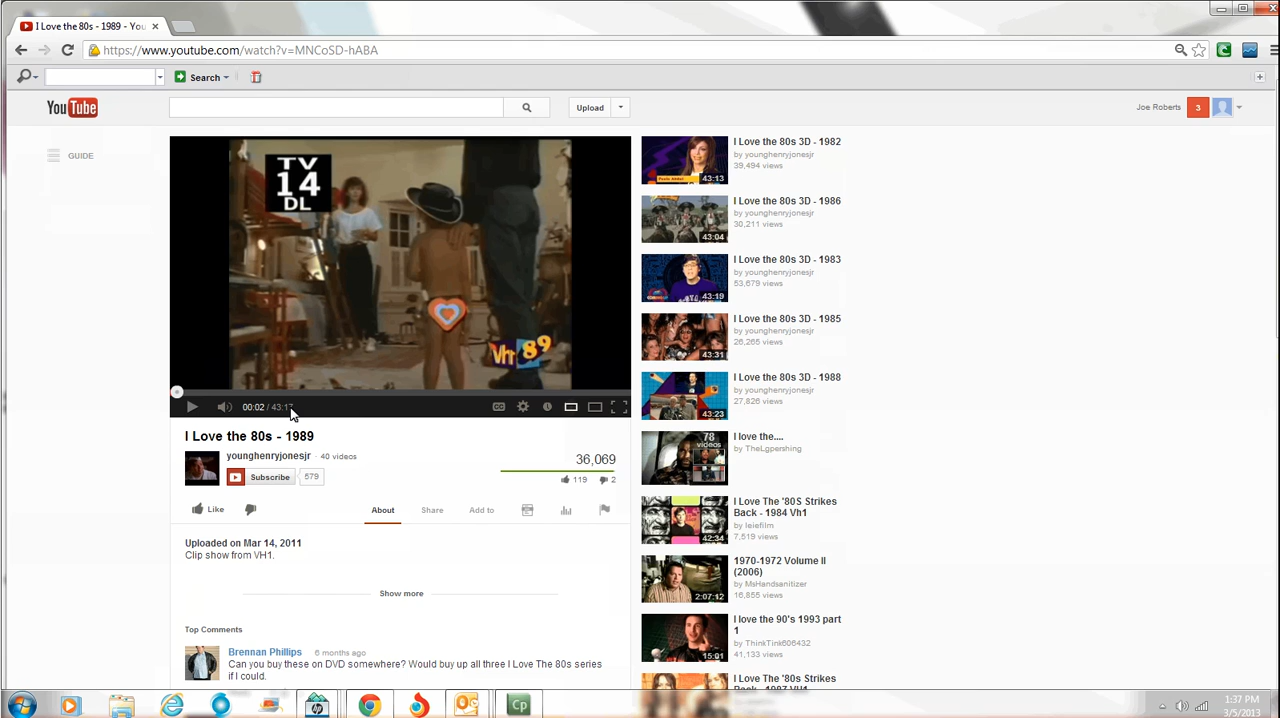 I Love the 80s - 1989 - You
https://www.youtube.com/watch?v=MNCoSD-hABA
Search
YouTube
Upload
Joe Roberts
3
GUIDE
TV
14
DL
Vh1 89
00:02 / 43:17
CC
I Love the 80s - 1989
younghenryjonesjr · 40 videos
Subscribe
579
36,069
119
2
Like
About
Share
Add to
Uploaded on Mar 14, 2011
Clip show from VH1.
Show more
Top Comments
Brennan Phillips 6 months ago
Can you buy these on DVD somewhere? Would buy up all three I Love The 80s series
if I could.
43:13
I Love the 80s 3D - 1982
by younghenryjonesjr
39,494 views
43:04
I Love the 80s 3D - 1986
by younghenryjonesjr
30,211 views
43:19
I Love the 80s 3D - 1983
by younghenryjonesjr
53,679 views
43:31
I Love the 80s 3D - 1985
by younghenryjonesjr
26,265 views
43:23
I Love the 80s 3D - 1988
by younghenryjonesjr
27,826 views
78
videos
I love the....
by TheLgpershing
42:34
I Love The '80S Strikes
Back - 1984 Vh1
by leiefilm
7,519 views
2:07:12
1970-1972 Volume II
(2006)
by MsHandsanitizer
16,855 views
15:01
I love the 90's 1993 part
1
by ThinkTink606432
41,133 views
I Love The '80s Strikes
Back - 1987 VH1
hp
Cp
1:37 PM
3/5/2013